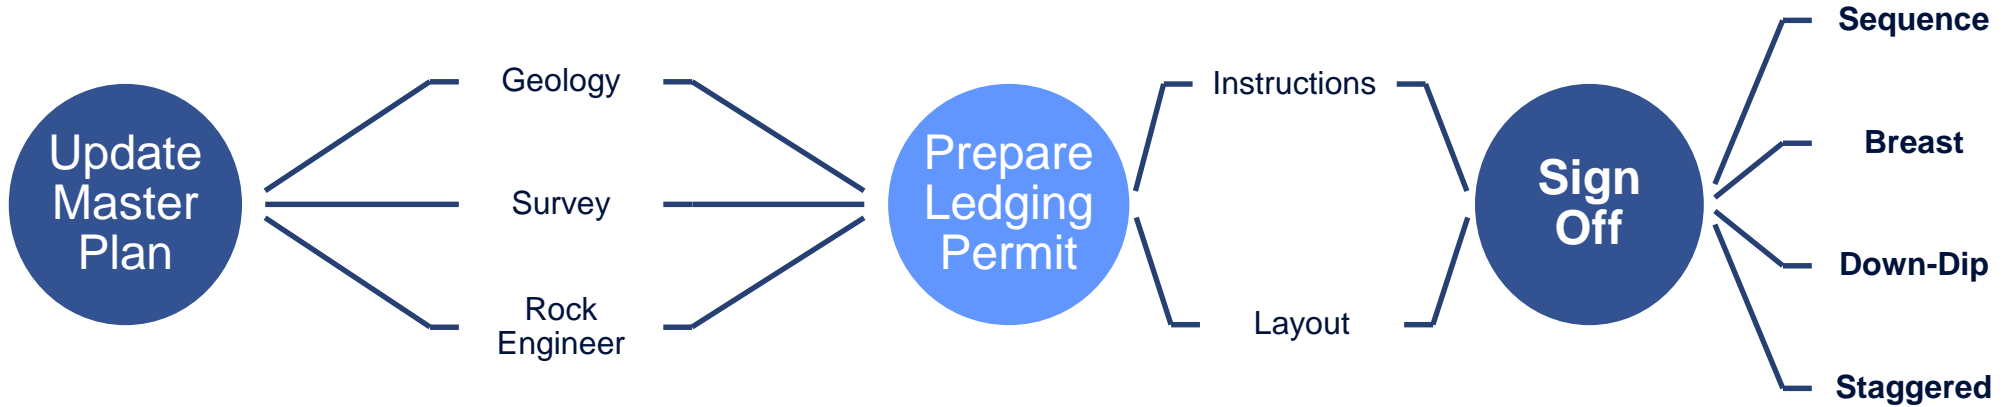 Update
Master
Plan
Geology
Survey
Rock
Engineer
Prepare
Ledging
Permit
Instructions
Layout
Sign
Off
Sequence
Breast
Down-Dip
Staggered